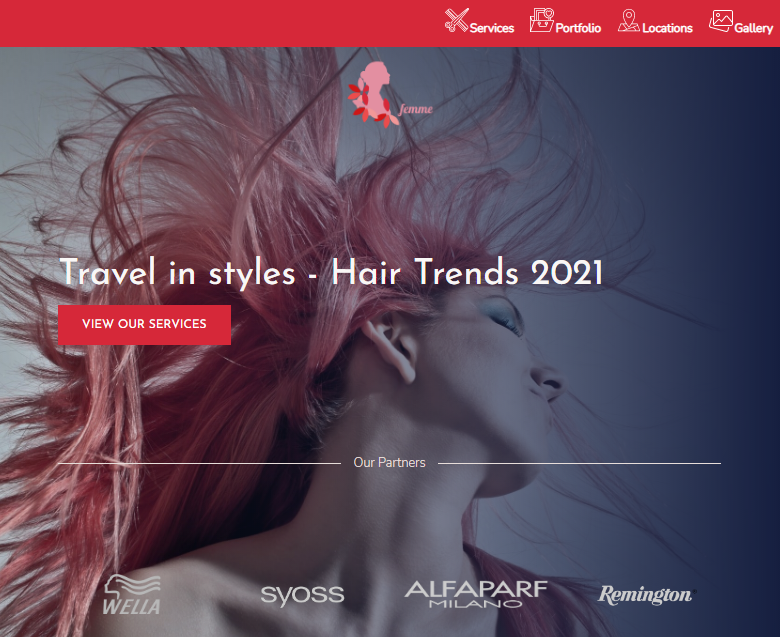 Services Portfolio Locations Gallery
femme
Travel in styles - Hair Trends 2021
VIEW OUR SERVICES
Our Partners
WELLA syoss ALFAPARF MILANO Remington